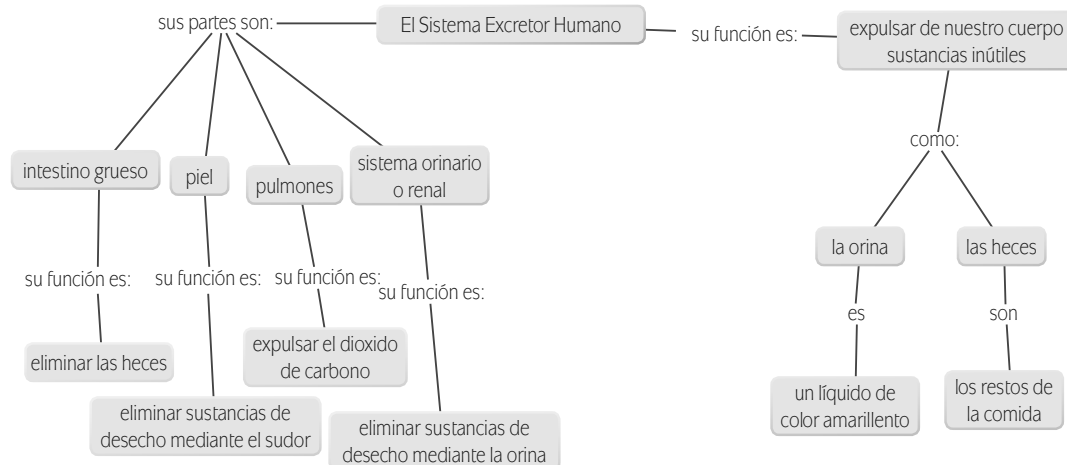 sus partes son:
El Sistema Excretor Humano
su función es:
expulsar de nuestro cuerpo
sustancias inútiles
intestino grueso
piel
pulmones
sistema orinario
o renal
como:
la orina
las heces
su función es:
su función es:
su función es:
su función es:
es
son
eliminar las heces
expulsar el dioxido
de carbono
eliminar sustancias de
desecho mediante el sudor
eliminar sustancias de
desecho mediante la orina
un líquido de
color amarillento
los restos de
la comida